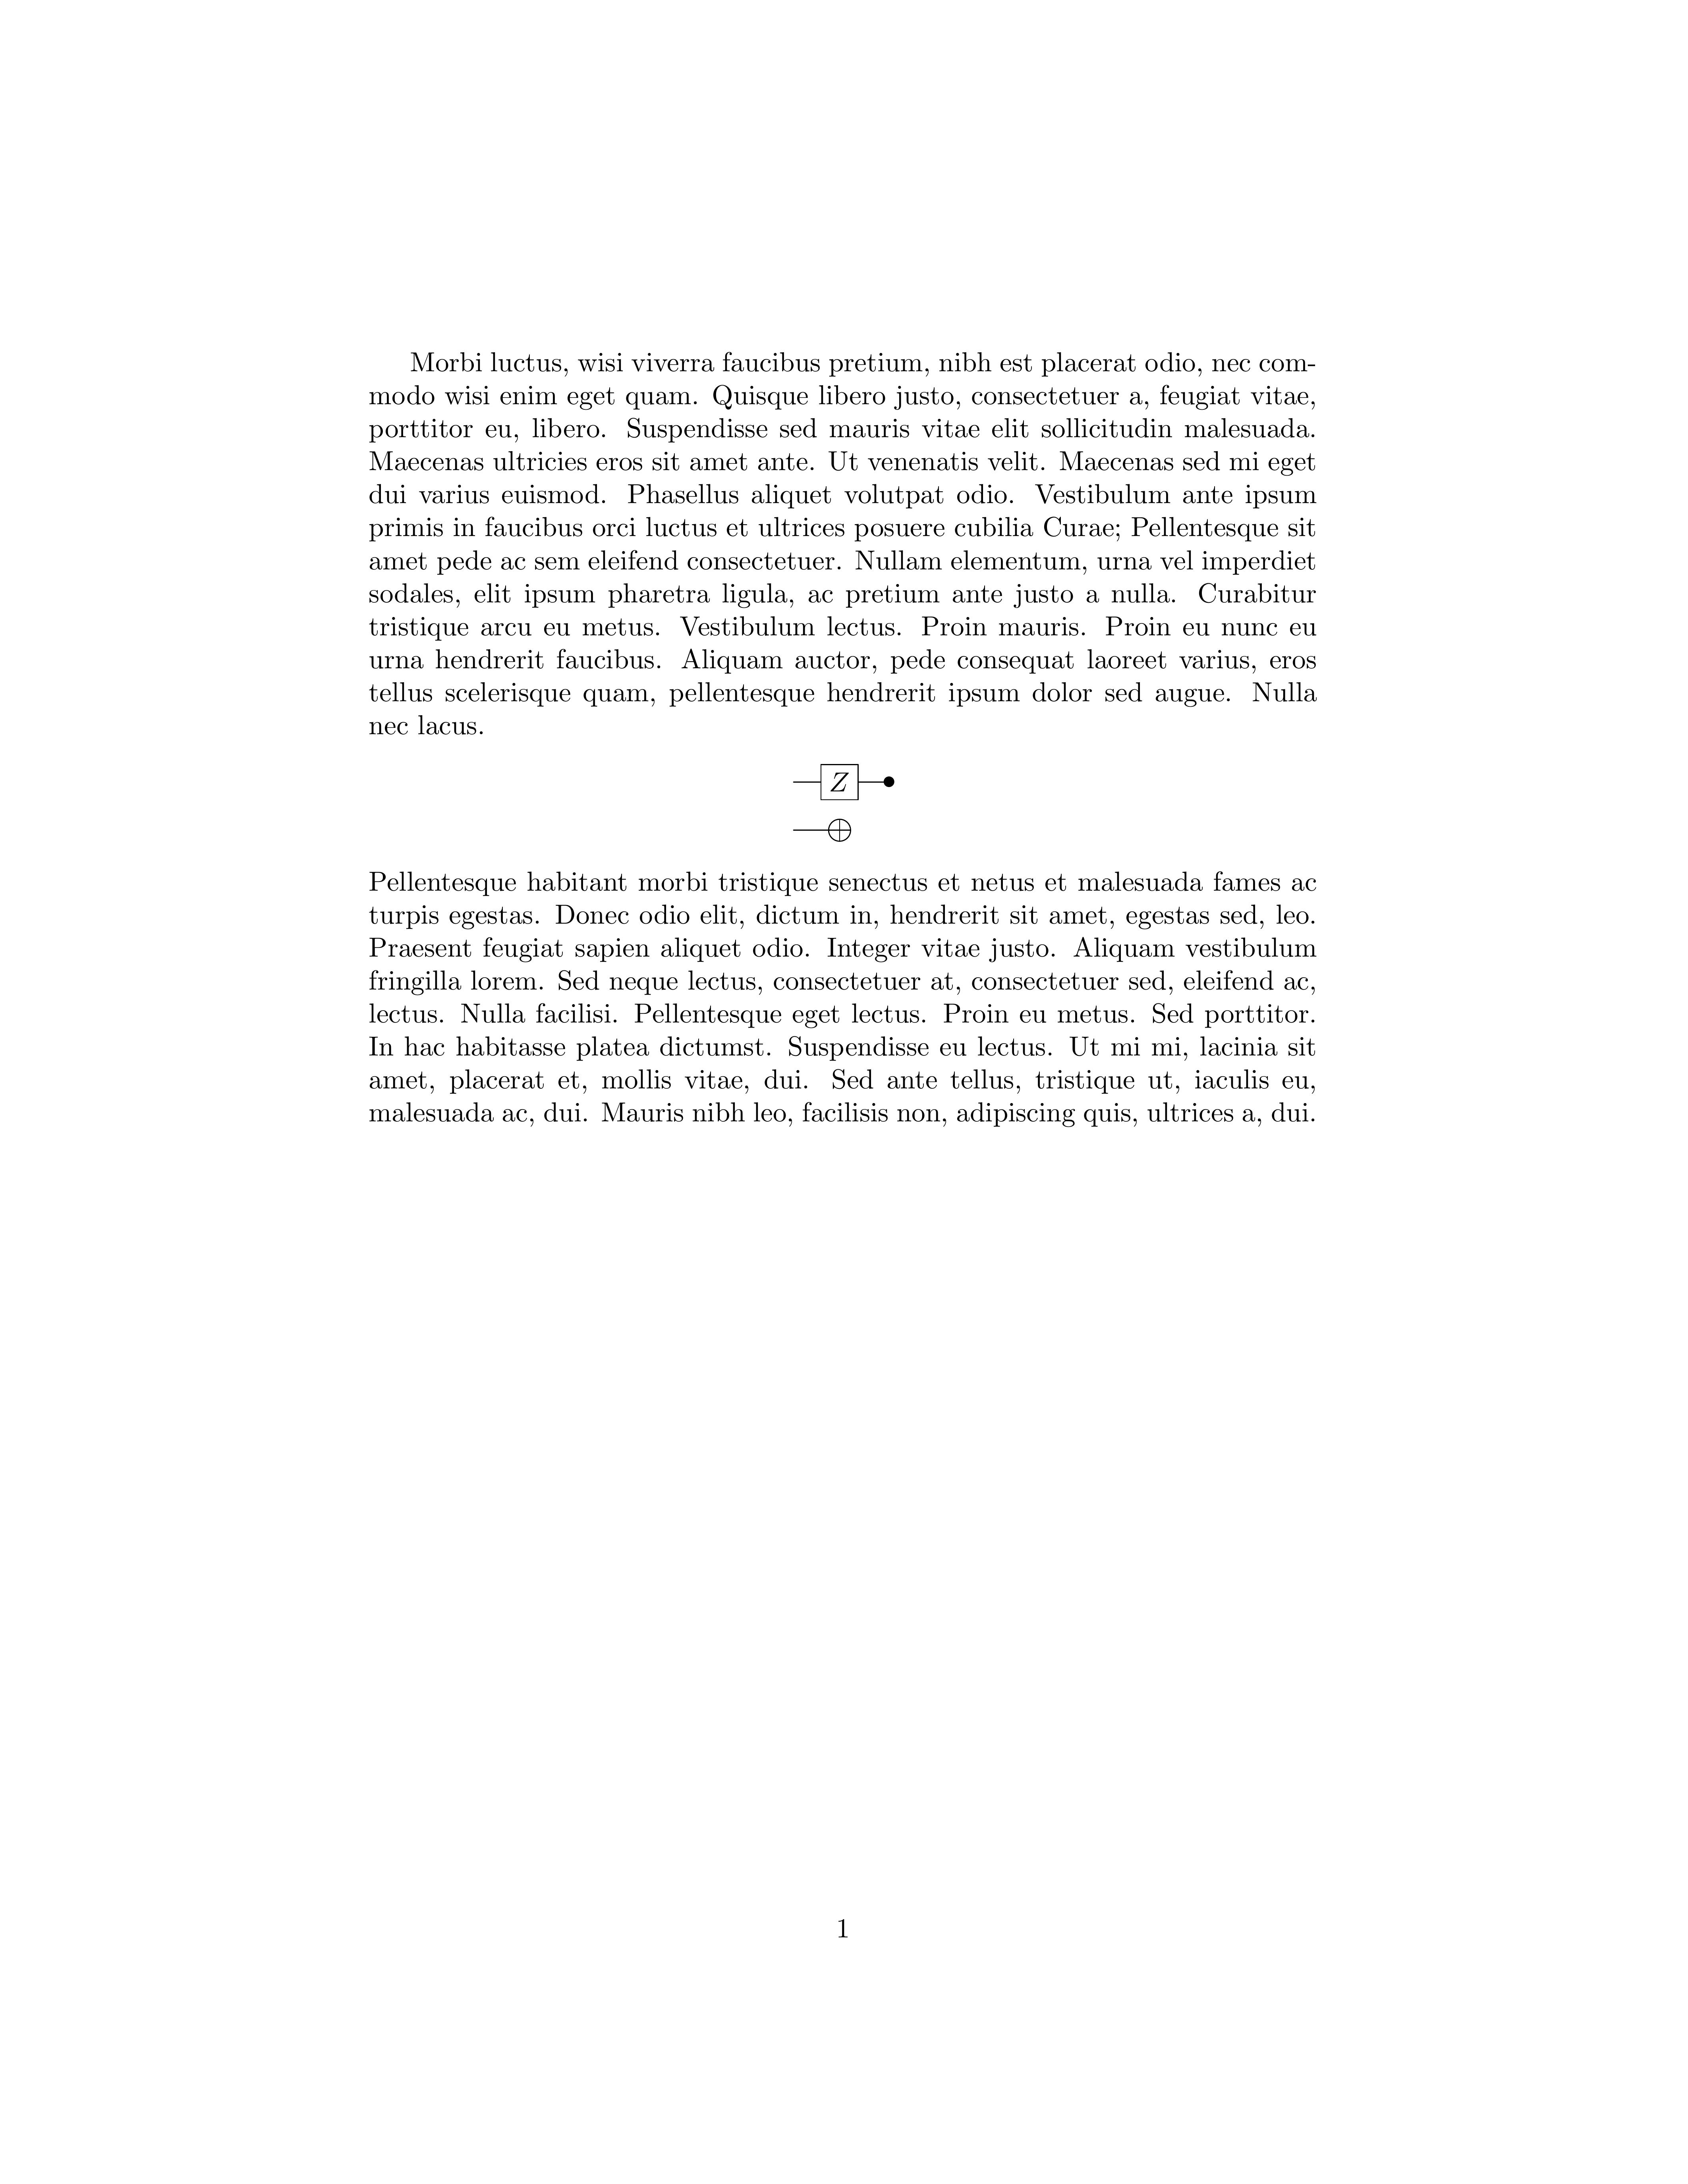 Morbi luctus, wisi viverra faucibus pretium, nibh est placerat odio, nec com-
modo wisi enim eget quam. Quisque libero justo, consectetuer a, feugiat vitae,
porttitor eu, libero. Suspendisse sed mauris vitae elit sollicitudin malesuada.
Maecenas ultricies eros sit amet ante. Ut venenatis velit. Maecenas sed mi eget
dui varius euismod. Phasellus aliquet volutpat odio. Vestibulum ante ipsum
primis in faucibus orci luctus et ultrices posuere cubilia Curae; Pellentesque sit
amet pede ac sem eleifend consectetuer. Nullam elementum, urna vel imperdiet
sodales, elit ipsum pharetra ligula, ac pretium ante justo a nulla. Curabitur
tristique arcu eu metus. Vestibulum lectus. Proin mauris. Proin eu nunc eu
urna hendrerit faucibus. Aliquam auctor, pede consequat laoreet varius, eros
tellus scelerisque quam, pellentesque hendrerit ipsum dolor sed augue. Nulla
nec lacus.
Z
Pellentesque habitant morbi tristique senectus et netus et malesuada fames ac
turpis egestas. Donec odio elit, dictum in, hendrerit sit amet, egestas sed, leo.
Praesent feugiat sapien aliquet odio. Integer vitae justo. Aliquam vestibulum
fringilla lorem. Sed neque lectus, consectetuer at, consectetuer sed, eleifend ac,
lectus. Nulla facilisi. Pellentesque eget lectus. Proin eu metus. Sed porttitor.
In hac habitasse platea dictumst. Suspendisse eu lectus. Ut mi mi, lacinia sit
amet, placerat et, mollis vitae, dui. Sed ante tellus, tristique ut, iaculis eu,
malesuada ac, dui. Mauris nibh leo, facilisis non, adipiscing quis, ultrices a, dui.
1